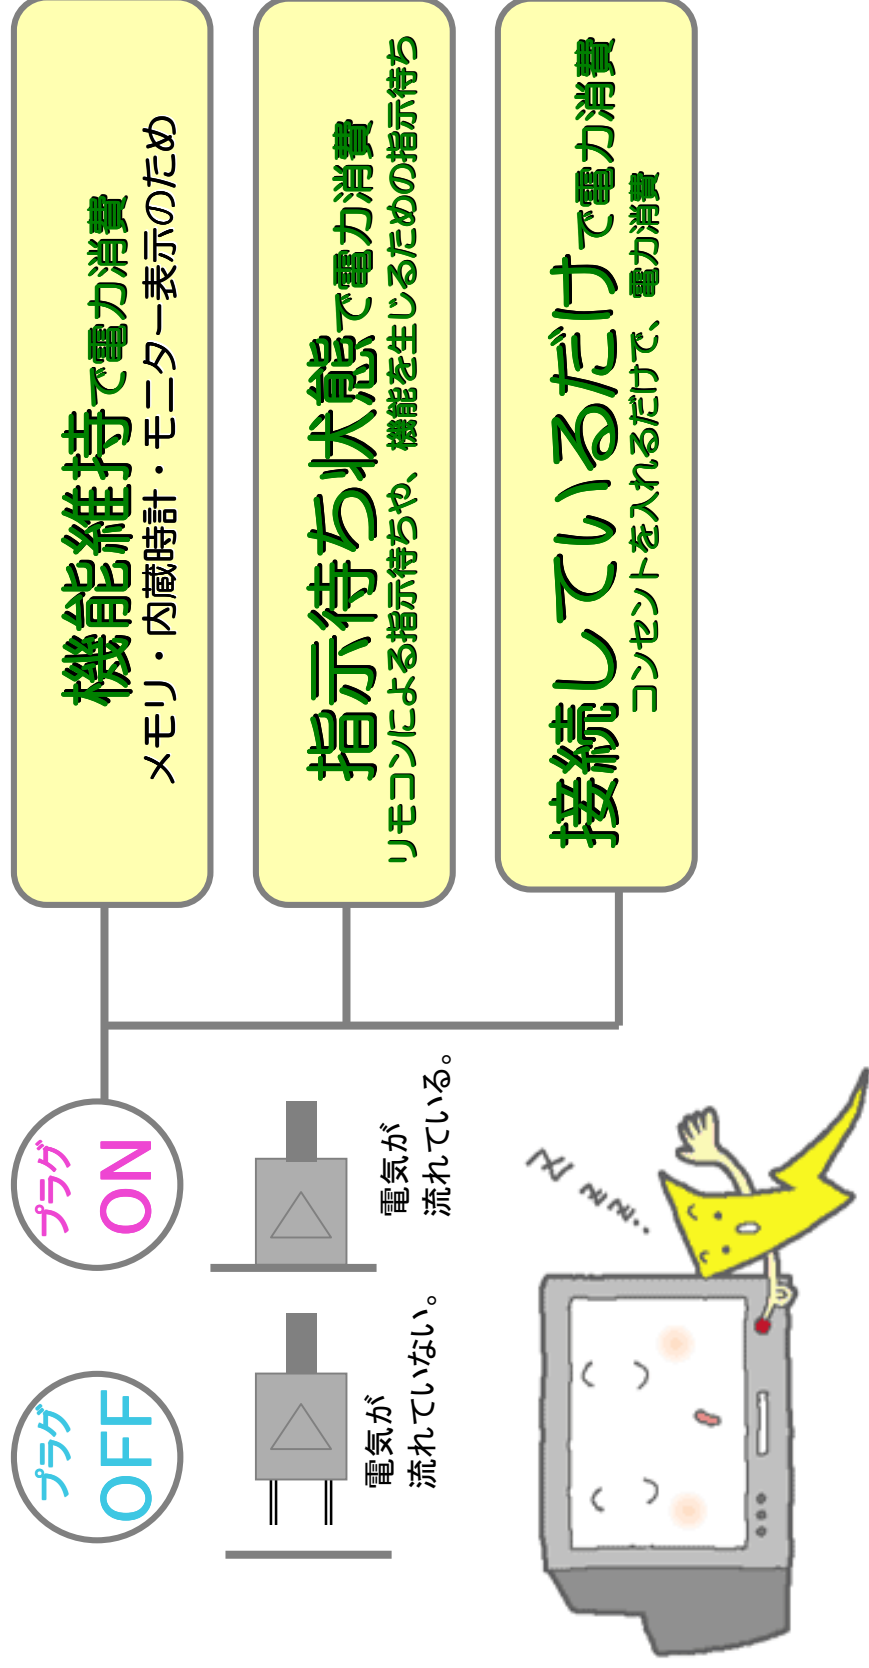 プラグ
OFF
電気が
流れていない。
プラグ
ON
電気が
流れている。
機能維持で電力消費
メモリ・内蔵時計・モニター表示のため
指示待ち状態で電力消費
リモコンによる指示待ちや、機能を生じるための指示待ち
接続しているだけで電力消費
コンセントを入れるだけで、電力消費